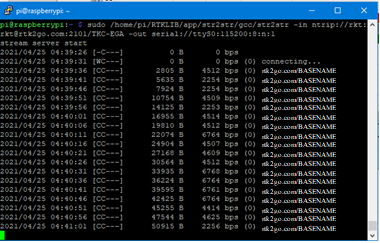 pi@raspberrypi: ~
pi@raspberrypi:~ $ sudo /home/pi/RTKLIB/app/str2str/gcc/str2str -in ntrip://rkt:
rkt@rtk2go.com:2101/TKC-EGA -out serial://ttyS0:115200:8:n:1
stream server start
2021/04/25 04:39:26 [-C---] 0 B 0 bps
2021/04/25 04:39:31 [WC---] 0 B 0 bps (0) connecting...
2021/04/25 04:39:36 [CC---] 2805 B 4512 bps (0) rtk2go.com/BASENAME
2021/04/25 04:39:41 [CC---] 5635 B 2254 bps (0) rtk2go.com/BASENAME
2021/04/25 04:39:46 [CC---] 7924 B 2254 bps (0) rtk2go.com/BASENAME
2021/04/25 04:39:51 [CC---] 10754 B 4509 bps (0) rtk2go.com/BASENAME
2021/04/25 04:39:56 [CC---] 14125 B 2253 bps (0) rtk2go.com/BASENAME
2021/04/25 04:40:01 [CC---] 16955 B 4514 bps (0) rtk2go.com/BASENAME
2021/04/25 04:40:06 [CC---] 19810 B 4512 bps (0) rtk2go.com/BASENAME
2021/04/25 04:40:11 [CC---] 22074 B 6764 bps (0) rtk2go.com/BASENAME
2021/04/25 04:40:16 [CC---] 24904 B 4507 bps (0) rtk2go.com/BASENAME
2021/04/25 04:40:21 [CC---] 27168 B 4609 bps (0) rtk2go.com/BASENAME
2021/04/25 04:40:26 [CC---] 30564 B 4512 bps (0) rtk2go.com/BASENAME
2021/04/25 04:40:31 [CC---] 33935 B 4768 bps (0) rtk2go.com/BASENAME
2021/04/25 04:40:36 [CC---] 36224 B 6764 bps (0) rtk2go.com/BASENAME
2021/04/25 04:40:41 [CC---] 39595 B 6761 bps (0) rtk2go.com/BASENAME
2021/04/25 04:40:46 [CC---] 42425 B 6764 bps (0) rtk2go.com/BASENAME
2021/04/25 04:40:51 [CC---] 45255 B 4414 bps (0) rtk2go.com/BASENAME
2021/04/25 04:40:56 [CC---] 47544 B 4625 bps (0) rtk2go.com/BASENAME
2021/04/25 04:41:01 [CC---] 50915 B 2256 bps (0) rtk2go.com/BASENAME